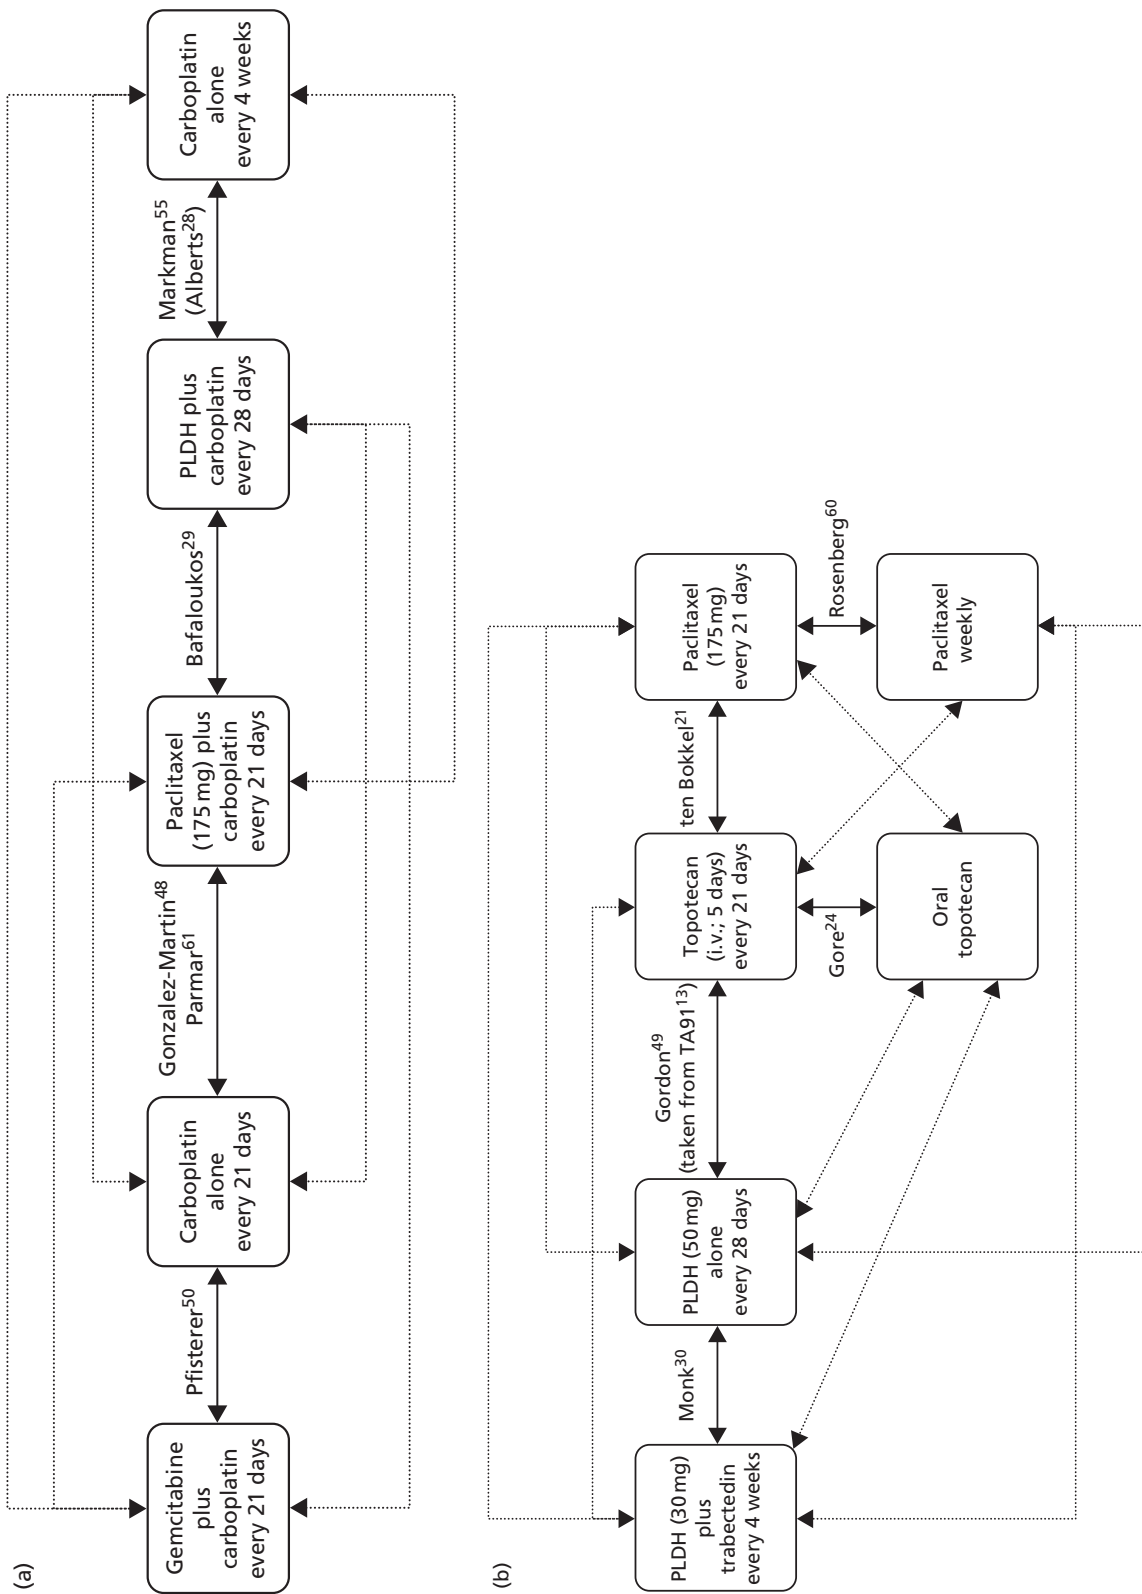 (a)
Gemcitabine
plus
carboplatin
every 21 days
Pfisterer50
Carboplatin
alone
every 21 days
Gonzalez-Martin48
Parmar61
Paclitaxel
(175 mg) plus
carboplatin
every 21 days
Bafaloukos29
PLDH plus
carboplatin
every 28 days
Markman55
(Alberts28)
Carboplatin
alone
every 4 weeks
(b)
PLDH (30 mg)
plus
trabectedin
every 4 weeks
Monk30
PLDH (50 mg)
alone
every 28 days
Gordon49
(taken from TA9113)
Topotecan
(i.v.; 5 days)
every 21 days
ten Bokkel21
Paclitaxel
(175 mg)
every 21 days
Gore24
Rosenberg60
Oral
topotecan
Paclitaxel
weekly